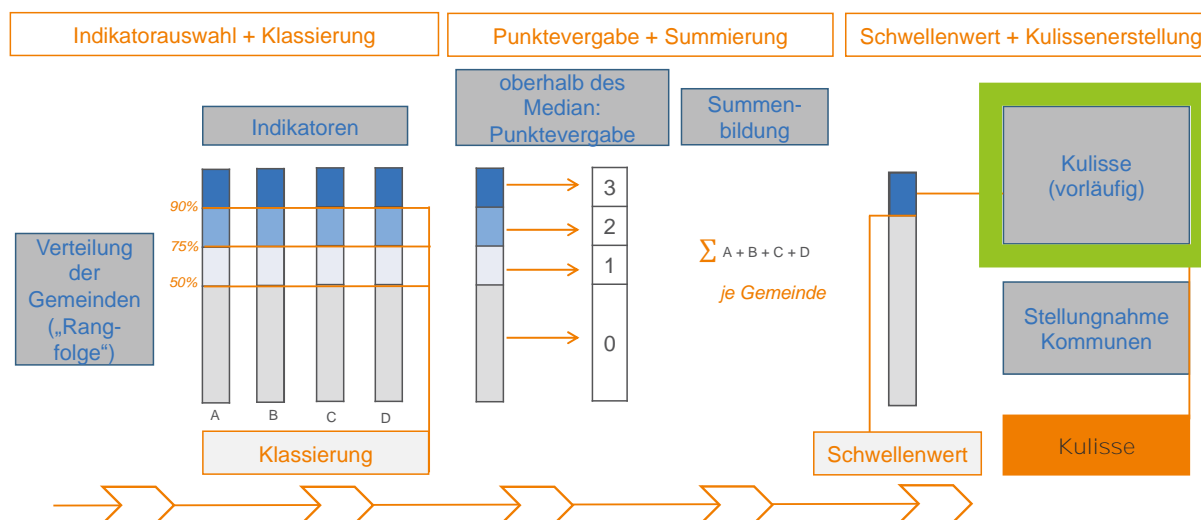 Indikatorauswahl + Klassierung
Punktevergabe + Summierung
Schwellenwert + Kulissenerstellung
Indikatoren
oberhalb des
Median:
Punktevergabe
Summen-
bildung
Kulisse
(vorläufig)
Verteilung
der
Gemeinden
(„Rang-
folge“)
90%
75%
50%
A
B
C
D
Klassierung
3
2
1
0
∑ A + B + C + D
je Gemeinde
Stellungnahme
Kommunen
Schwellenwert
Kulisse